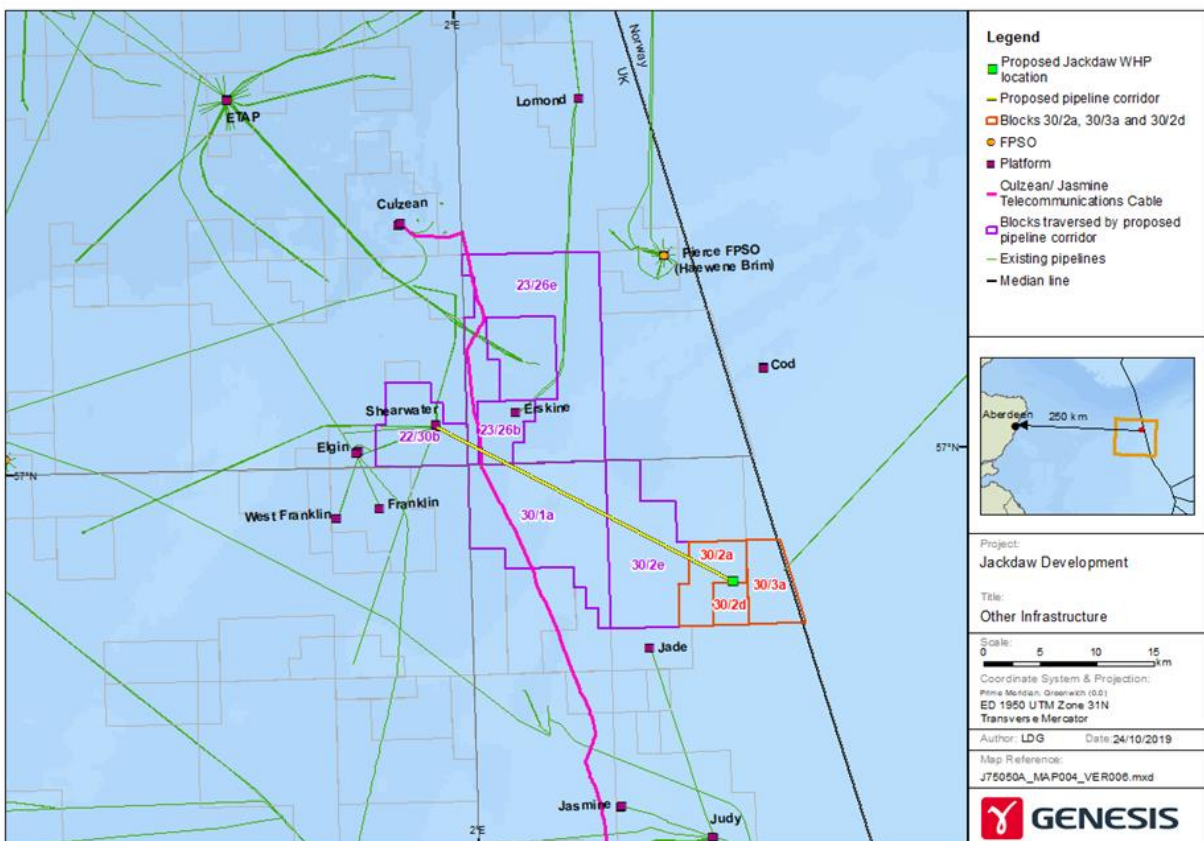 2°E
Norway
UK
Lomond
ETAP
Culzean
Pierce FPSO
(Haewene Brim)
23/26e
Cod
Shearwater
Erskine
22/30b
23/26b
Elgin
57°N
57°N
Franklin
West Franklin
30/1a
30/2e
30/2a
30/3a
30/2d
Jade
Jasmine
Judy
2°E
Legend
Proposed Jackdaw WHP
location
Proposed pipeline corridor
Blocks 30/2a, 30/3a and 30/2d
FPSO
Platform
Culzean/ Jasmine
Telecommunications Cable
Blocks traversed by proposed
pipeline corridor
Existing pipelines
Median line
Aberdeen
250 km
Project:
Jackdaw Development
Title:
Other Infrastructure
Scale:
0 5 10 15
km
Coordinate System & Projection:
Prime Meridian: Greenwich (0.0)
ED 1950 UTM Zone 31N
Transverse Mercator
Author: LDG Date: 24/10/2019
Map Reference:
J75050A_MAP004_VER006.mxd
GENESIS